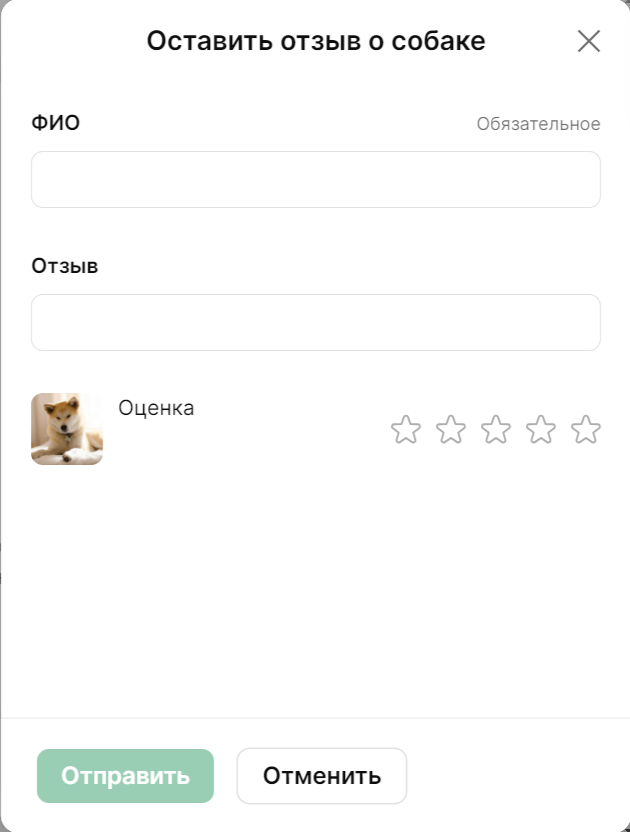 Оставить отзыв о собаке
ФИО Обязательное
Отзыв
Оценка
Отправить Отменить